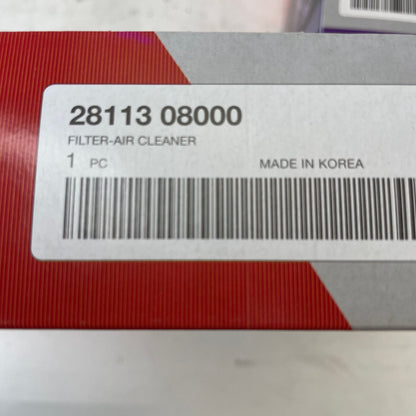 28113 08000
FILTER-AIR CLEANER
1 PC MADE IN KOREA